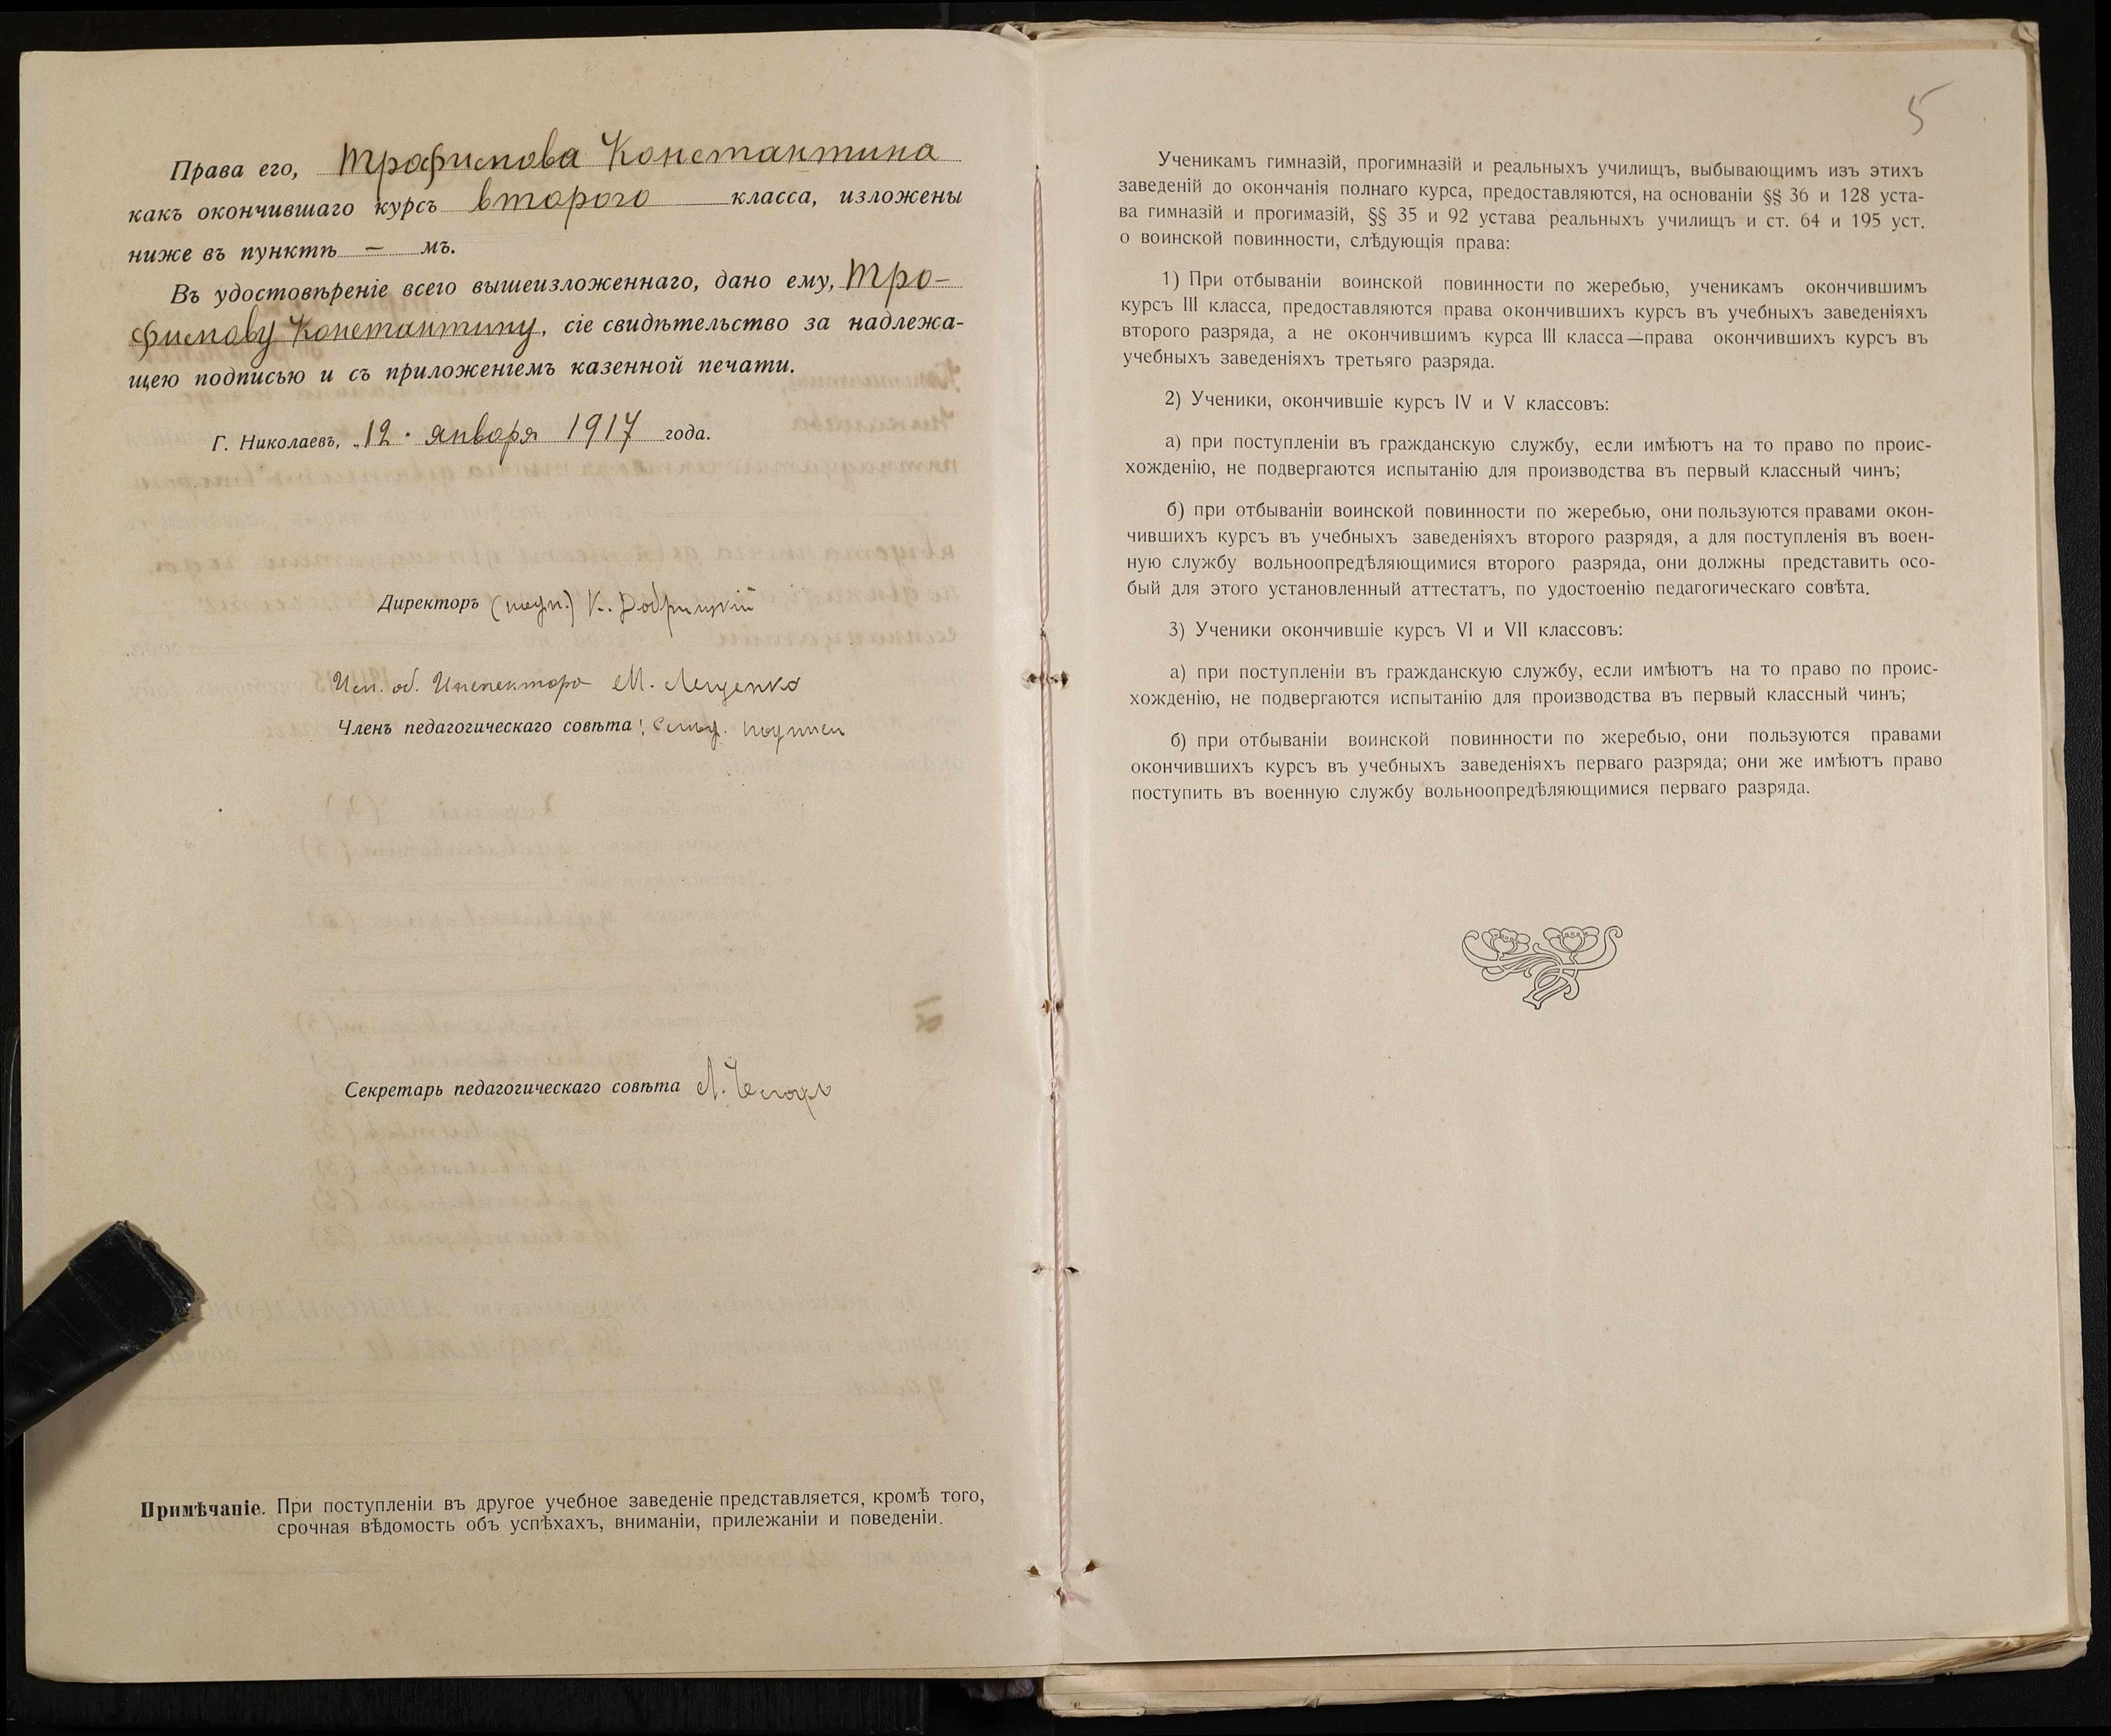 Права его, Трофимова Константина
какъ окончившаго курсъ второго класса, изложены
ниже въ пунктѣ — мъ.
Въ удостовѣреніе всего вышеизложеннаго, дано ему, Тро-
фимову Константину, сіе свидѣтельство за надлежа-
щею подписью и съ приложеніемъ казенной печати.
Г. Николаевъ, „12" января 1917 года.
Директоръ (подп.) К. Добрицкій
Исп. об. Инспектора М. Лещенко
Членъ педагогическаго совѣта: подписи
Секретарь педагогическаго совѣта Л.
Примѣчаніе. При поступленіи въ другое учебное заведеніе представляется, кромѣ того,
срочная вѣдомость объ успѣхахъ, вниманіи, прилежаніи и поведеніи.
5
Ученикамъ гимназій, прогимназій и реальныхъ училищъ, выбывающимъ изъ этихъ
заведеній до окончанія полнаго курса, предоставляются, на основаніи §§ 36 и 128 уста-
ва гимназій и прогимазій, §§ 35 и 92 устава реальныхъ училищъ и ст. 64 и 195 уст.
о воинской повинности, слѣдующія права:
1) При отбываніи воинской повинности по жеребью, ученикамъ окончившимъ
курсъ III класса, предоставляются права окончившихъ курсъ въ учебныхъ заведеніяхъ
второго разряда, а не окончившимъ курса III класса—права окончившихъ курсъ въ
учебныхъ заведеніяхъ третьяго разряда.
2) Ученики, окончившіе курсъ IV и V классовъ:
а) при поступленіи въ гражданскую службу, если имѣютъ на то право по проис-
хожденію, не подвергаются испытанію для производства въ первый классный чинъ;
б) при отбываніи воинской повинности по жеребью, они пользуются правами окон-
чившихъ курсъ въ учебныхъ заведеніяхъ второго разрядя, а для поступленія въ воен-
ную службу вольноопредѣляющимися второго разряда, они должны представить осо-
бый для этого установленный аттестатъ, по удостоенію педагогическаго совѣта.
3) Ученики окончившіе курсъ VI и VII классовъ:
а) при поступленіи въ гражданскую службу, если имѣютъ на то право по проис-
хожденію, не подвергаются испытанію для производства въ первый классный чинъ;
б) при отбываніи воинской повинности по жеребью, они пользуются правами
окончившихъ курсъ въ учебныхъ заведеніяхъ перваго разряда; они же имѣютъ право
поступить въ военную службу вольноопредѣляющимися перваго разряда.